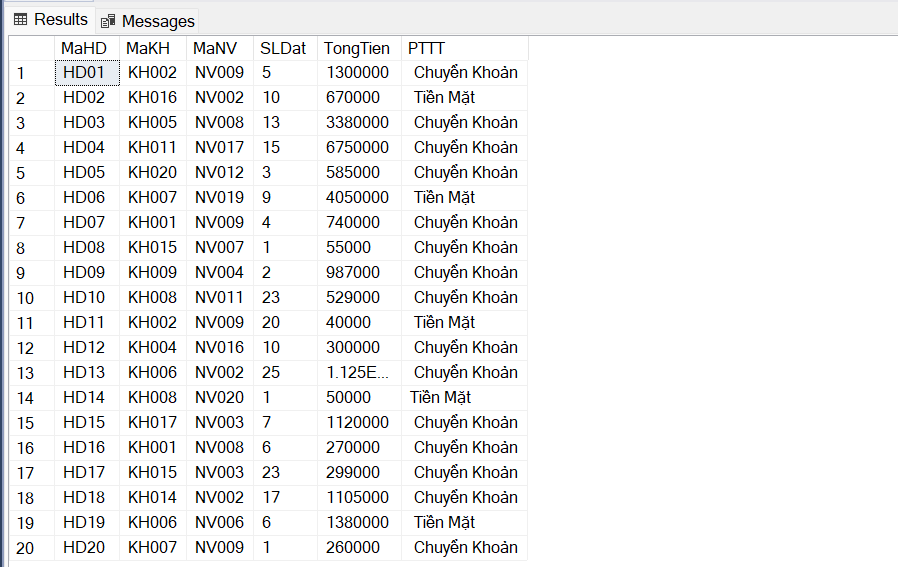 Results Messages
MaHD MaKH MaNV SLDat TongTien PTTT
1 HD01 KH002 NV009 5 1300000 Chuyển Khoản
2 HD02 KH016 NV002 10 670000 Tiền Mặt
3 HD03 KH005 NV008 13 3380000 Chuyển Khoản
4 HD04 KH011 NV017 15 6750000 Chuyển Khoản
5 HD05 KH020 NV012 3 585000 Chuyển Khoản
6 HD06 KH007 NV019 9 4050000 Tiền Mặt
7 HD07 KH001 NV009 4 740000 Chuyển Khoản
8 HD08 KH015 NV007 1 55000 Chuyển Khoản
9 HD09 KH009 NV004 2 987000 Chuyển Khoản
10 HD10 KH008 NV011 23 529000 Chuyển Khoản
11 HD11 KH002 NV009 20 40000 Tiền Mặt
12 HD12 KH004 NV016 10 300000 Chuyển Khoản
13 HD13 KH006 NV002 25 1.125E... Chuyển Khoản
14 HD14 KH008 NV020 1 50000 Tiền Mặt
15 HD15 KH017 NV003 7 1120000 Chuyển Khoản
16 HD16 KH001 NV008 6 270000 Chuyển Khoản
17 HD17 KH015 NV003 23 299000 Chuyển Khoản
18 HD18 KH014 NV002 17 1105000 Chuyển Khoản
19 HD19 KH006 NV006 6 1380000 Tiền Mặt
20 HD20 KH007 NV009 1 260000 Chuyển Khoản